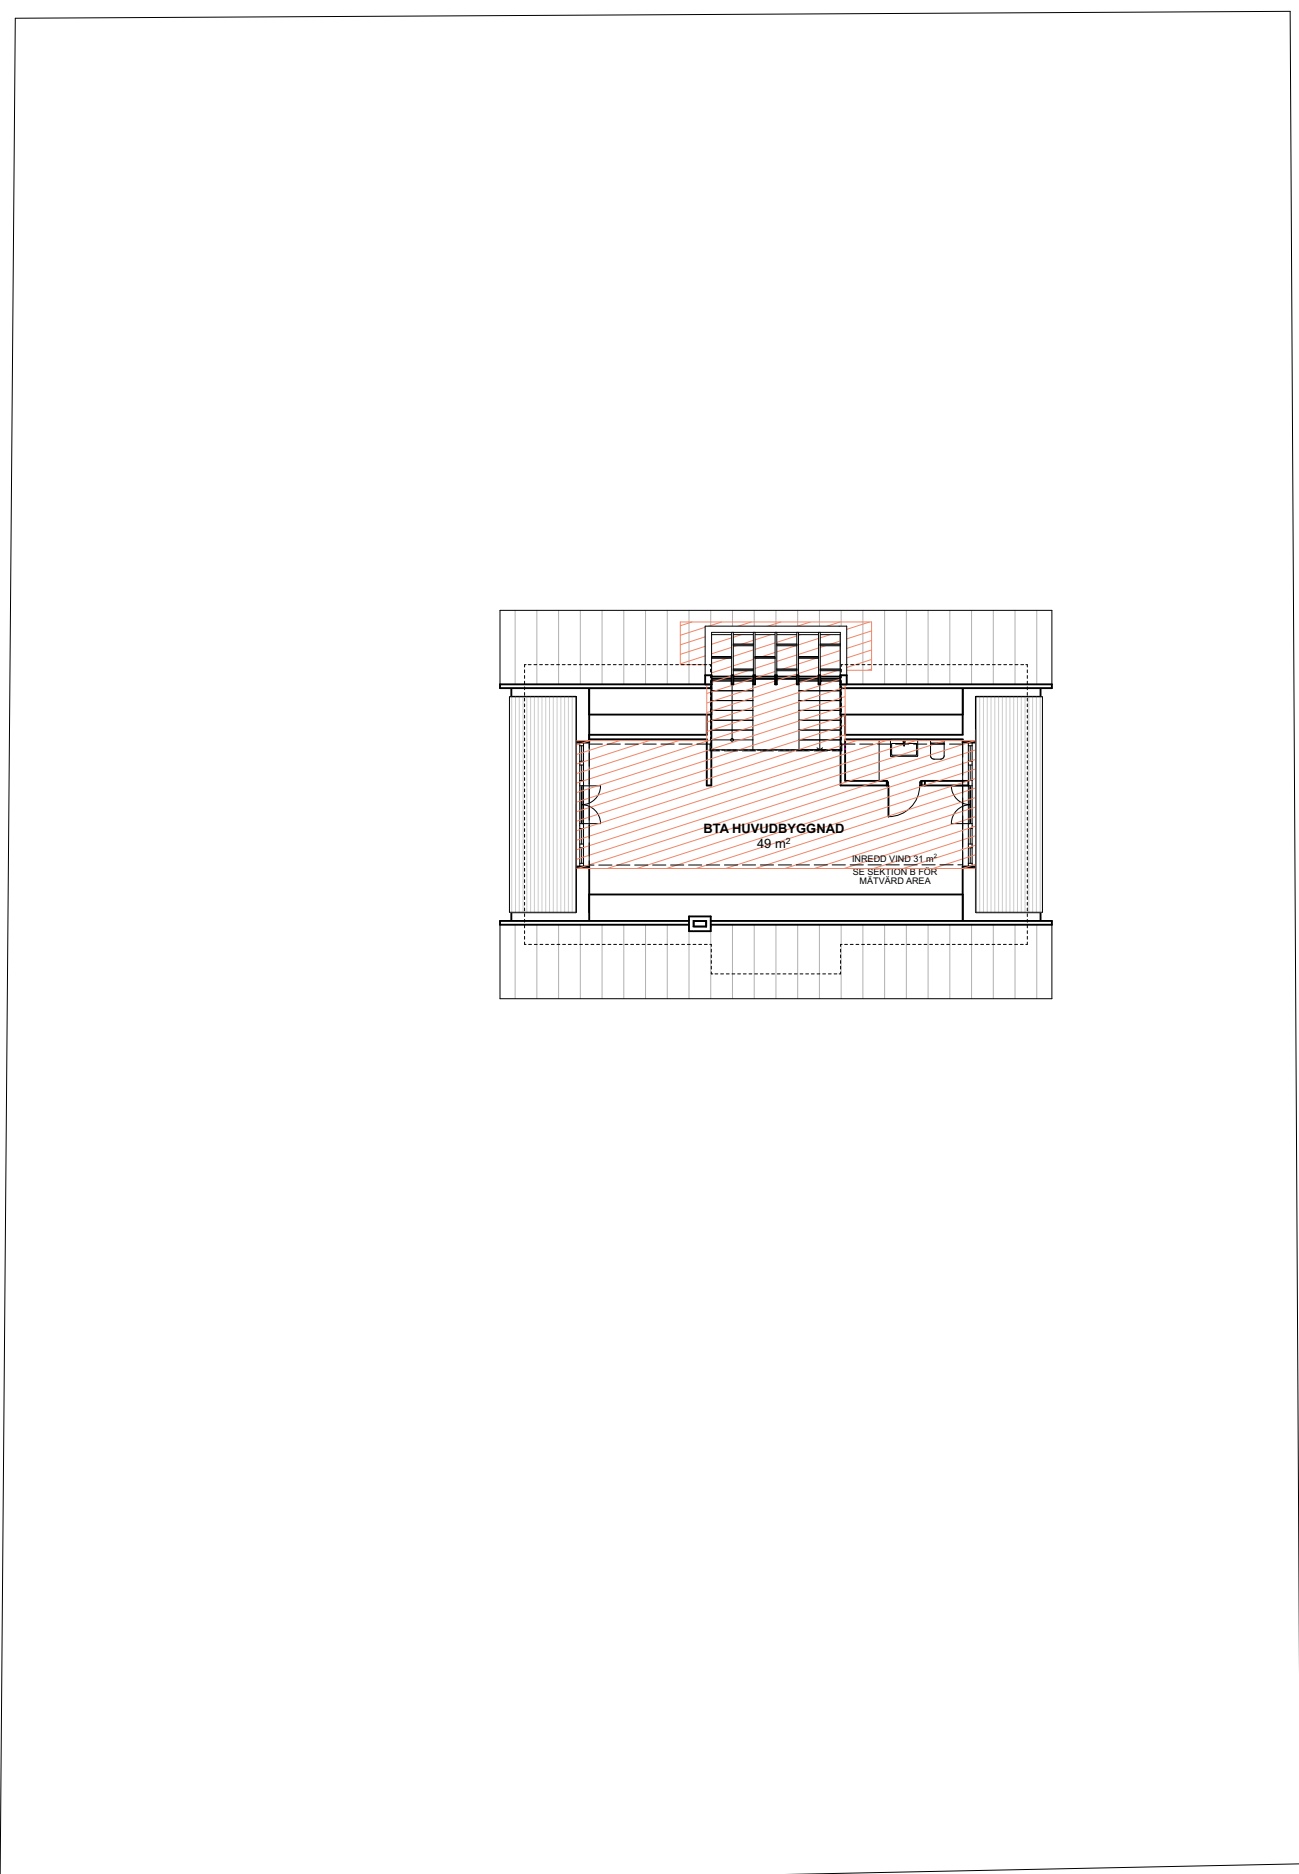 BTA HUVUDBYGGNAD
49 m²
INREDD VIND 31 m²
SE SEKTION B FÖR
MÄTVÄRD AREA